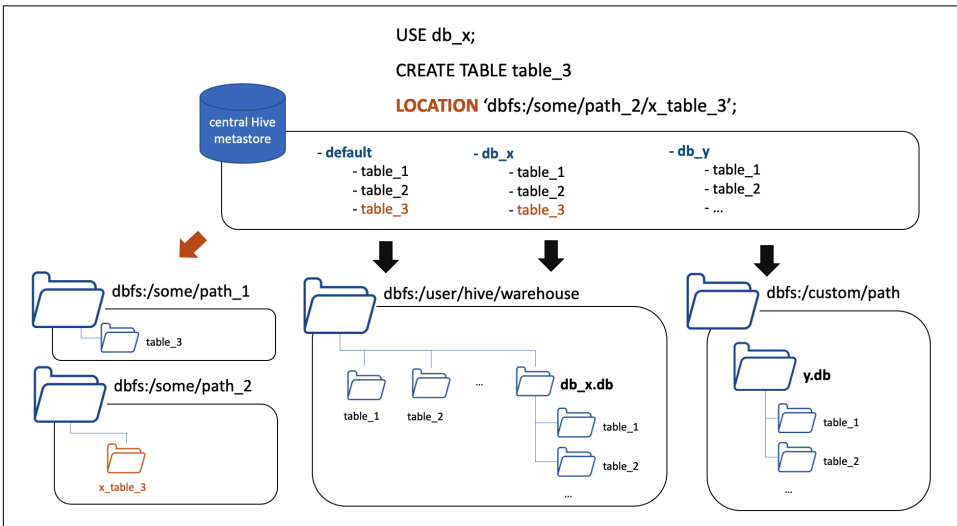 USE db_x;
CREATE TABLE table_3
LOCATION ‘dbfs:/some/path_2/x_table_3’;
central Hive
metastore
- default
- table_1
- table_2
- table_3
- db_x
- table_1
- table_2
- table_3
- db_y
- table_1
- table_2
- ...
dbfs:/some/path_1
table_3
dbfs:/some/path_2
x_table_3
dbfs:/user/hive/warehouse
table_1
table_2
...
db_x.db
table_1
table_2
...
dbfs:/custom/path
y.db
table_1
table_2
...